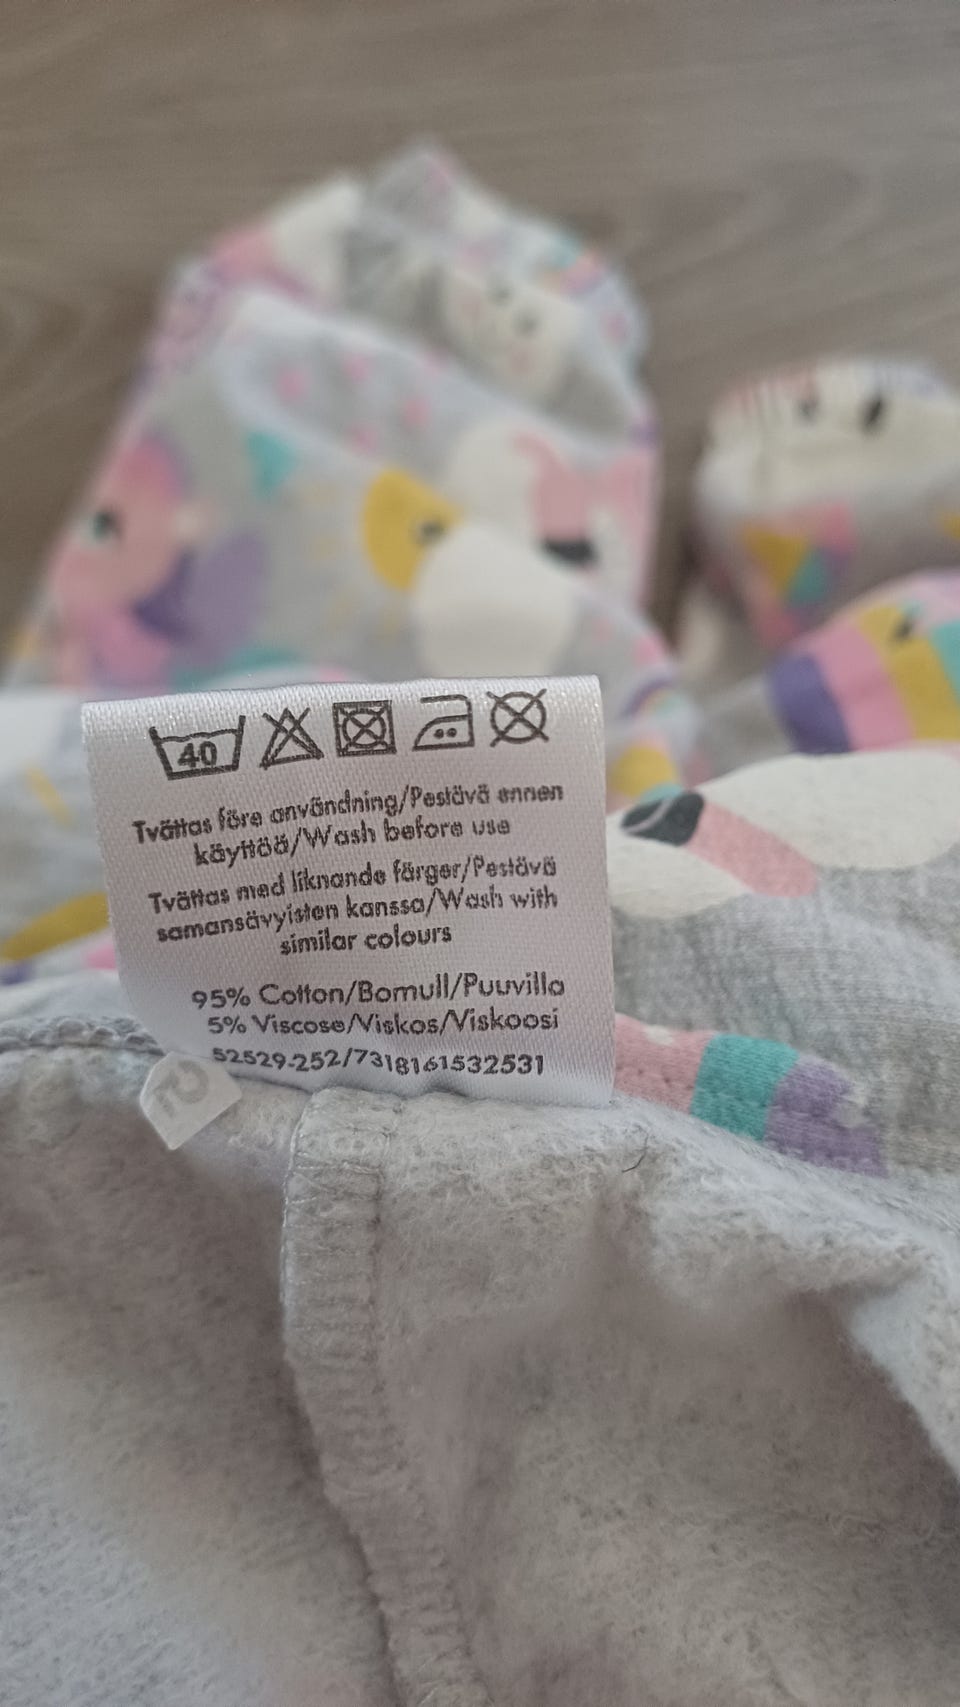 40
Tvättas före användning/Pestävä ennen
käyttöä/Wash before use
Tvättas med liknande färger/Pestävä
samansävyisten kanssa/Wash with
similar colours
95% Cotton/Bomull/Puuvilla
5% Viscose/Viskos/Viskoosi
52529-252/7318161532531